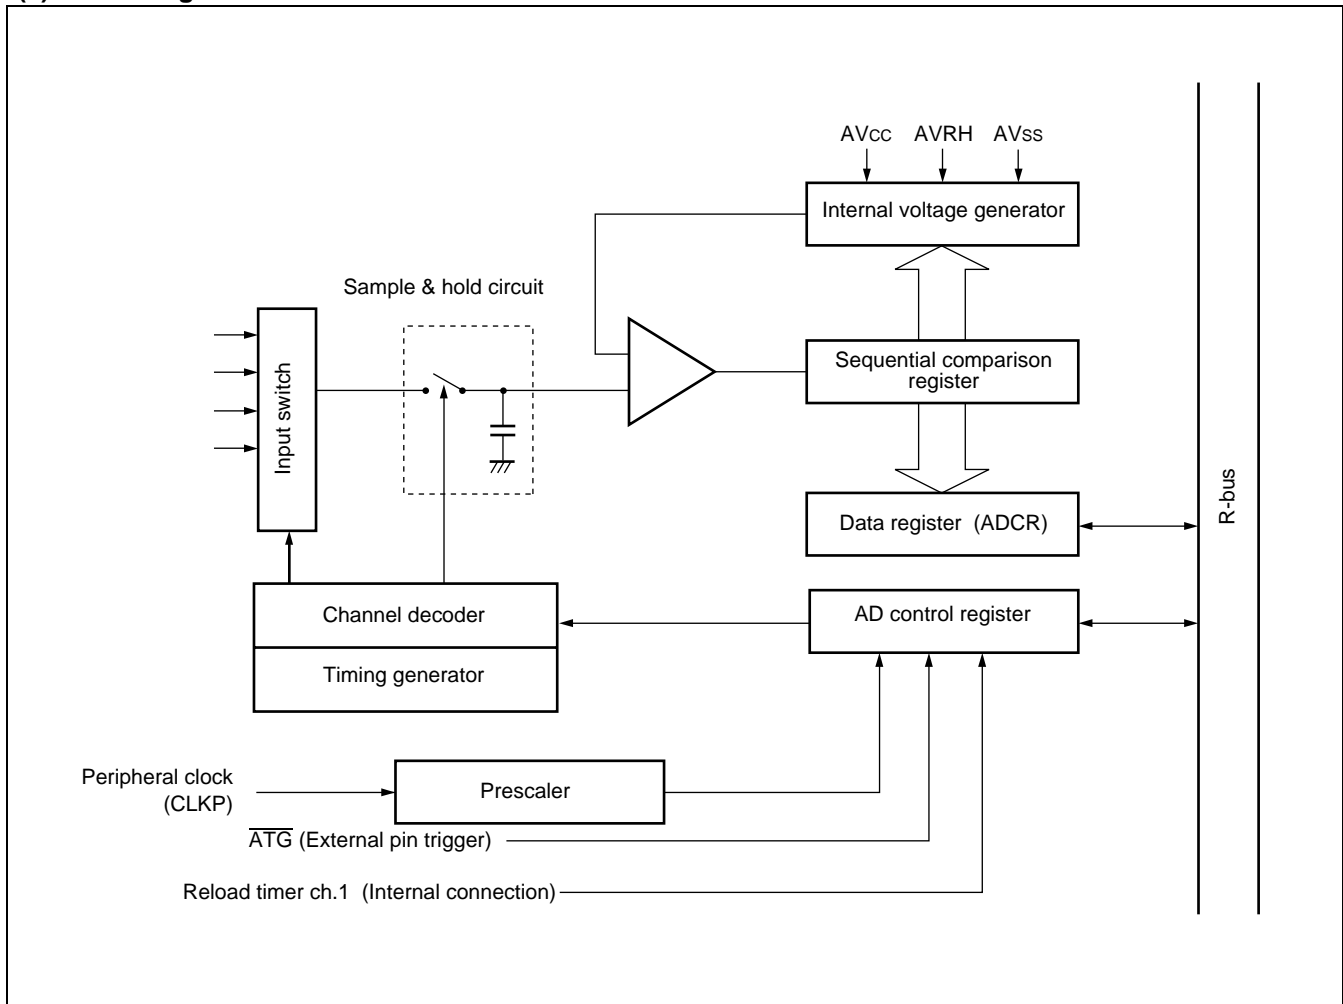 AVCC AVRH AVSS
Internal voltage generator
Sample & hold circuit
Input switch
Sequential comparison
register
Data register (ADCR)
R-bus
Channel decoder
AD control register
Timing generator
Peripheral clock
(CLKP)
Prescaler
ATG (External pin trigger)
Reload timer ch.1 (Internal connection)